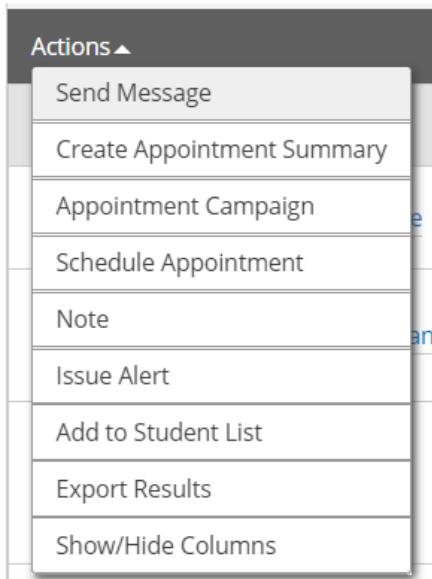 Actions
Send Message
Create Appointment Summary
Appointment Campaign
Schedule Appointment
Note
Issue Alert
Add to Student List
Export Results
Show/Hide Columns